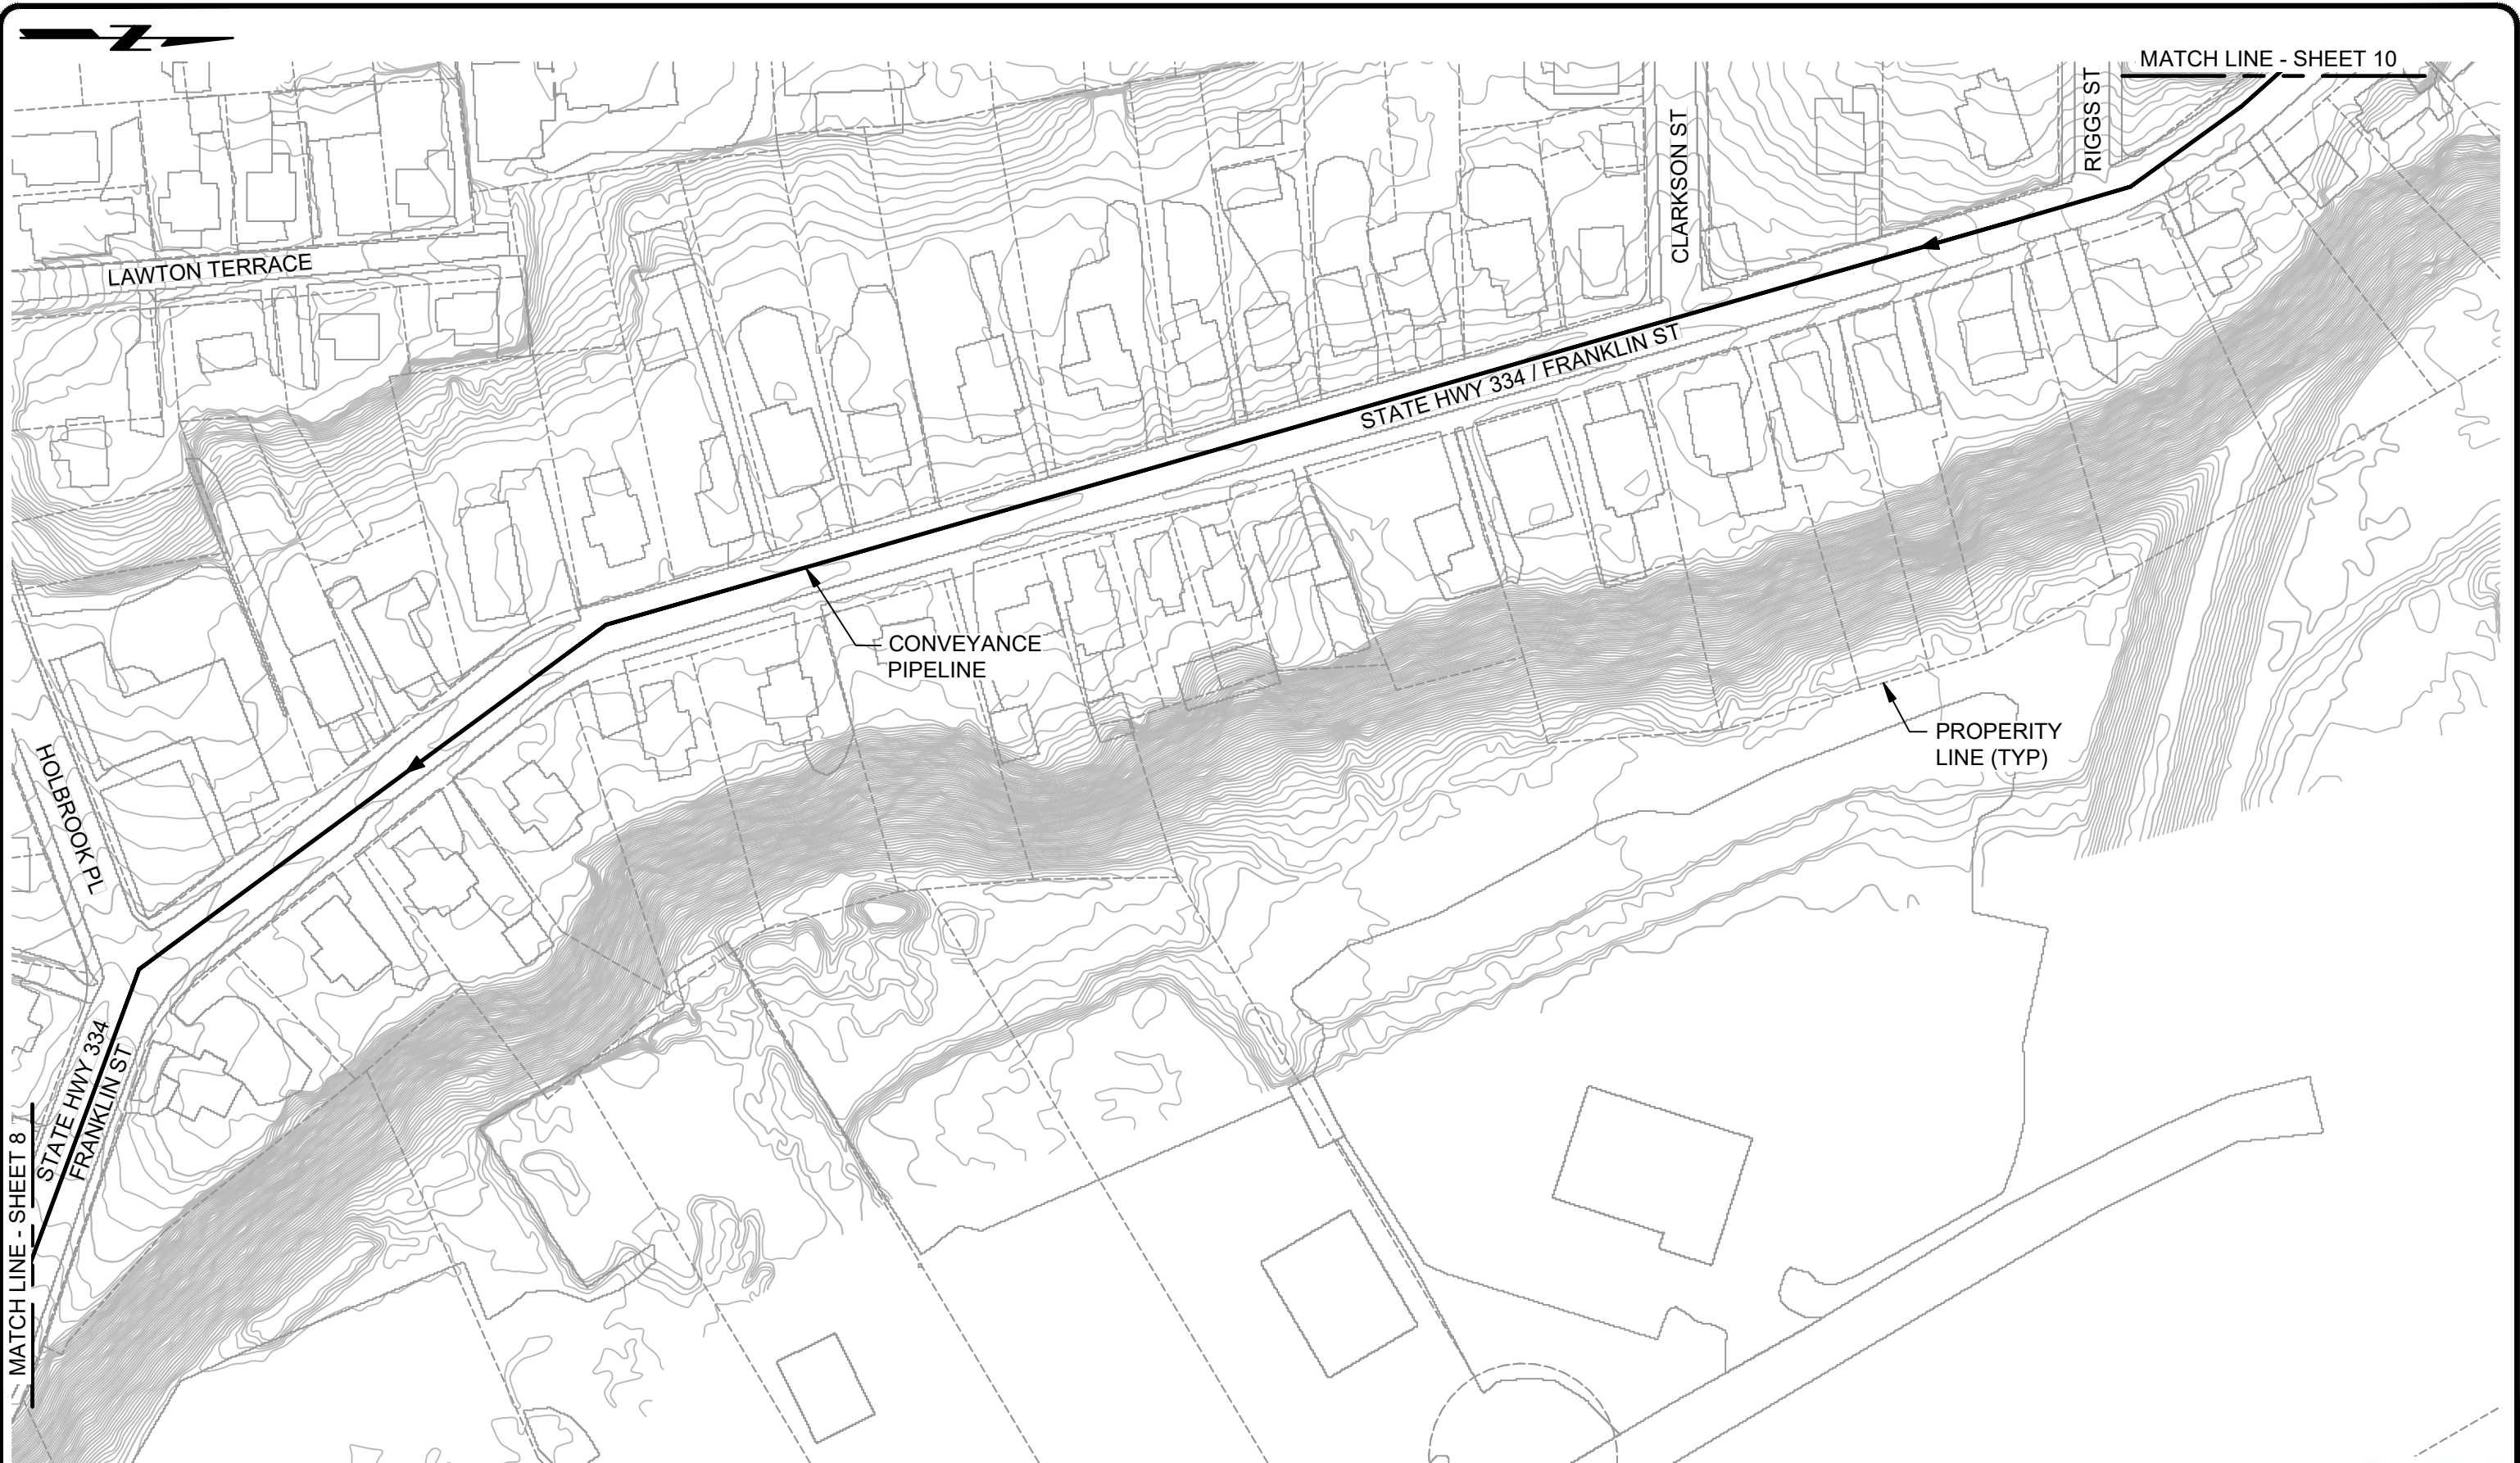 MATCH LINE - SHEET 10
RIGGS ST
CLARKSON ST
LAWTON TERRACE
STATE HWY 334 / FRANKLIN ST
CONVEYANCE
PIPELINE
PROPERITY
LINE (TYP)
HOLBROOK PL
STATE HWY 334
FRANKLIN ST
MATCH LINE - SHEET 8